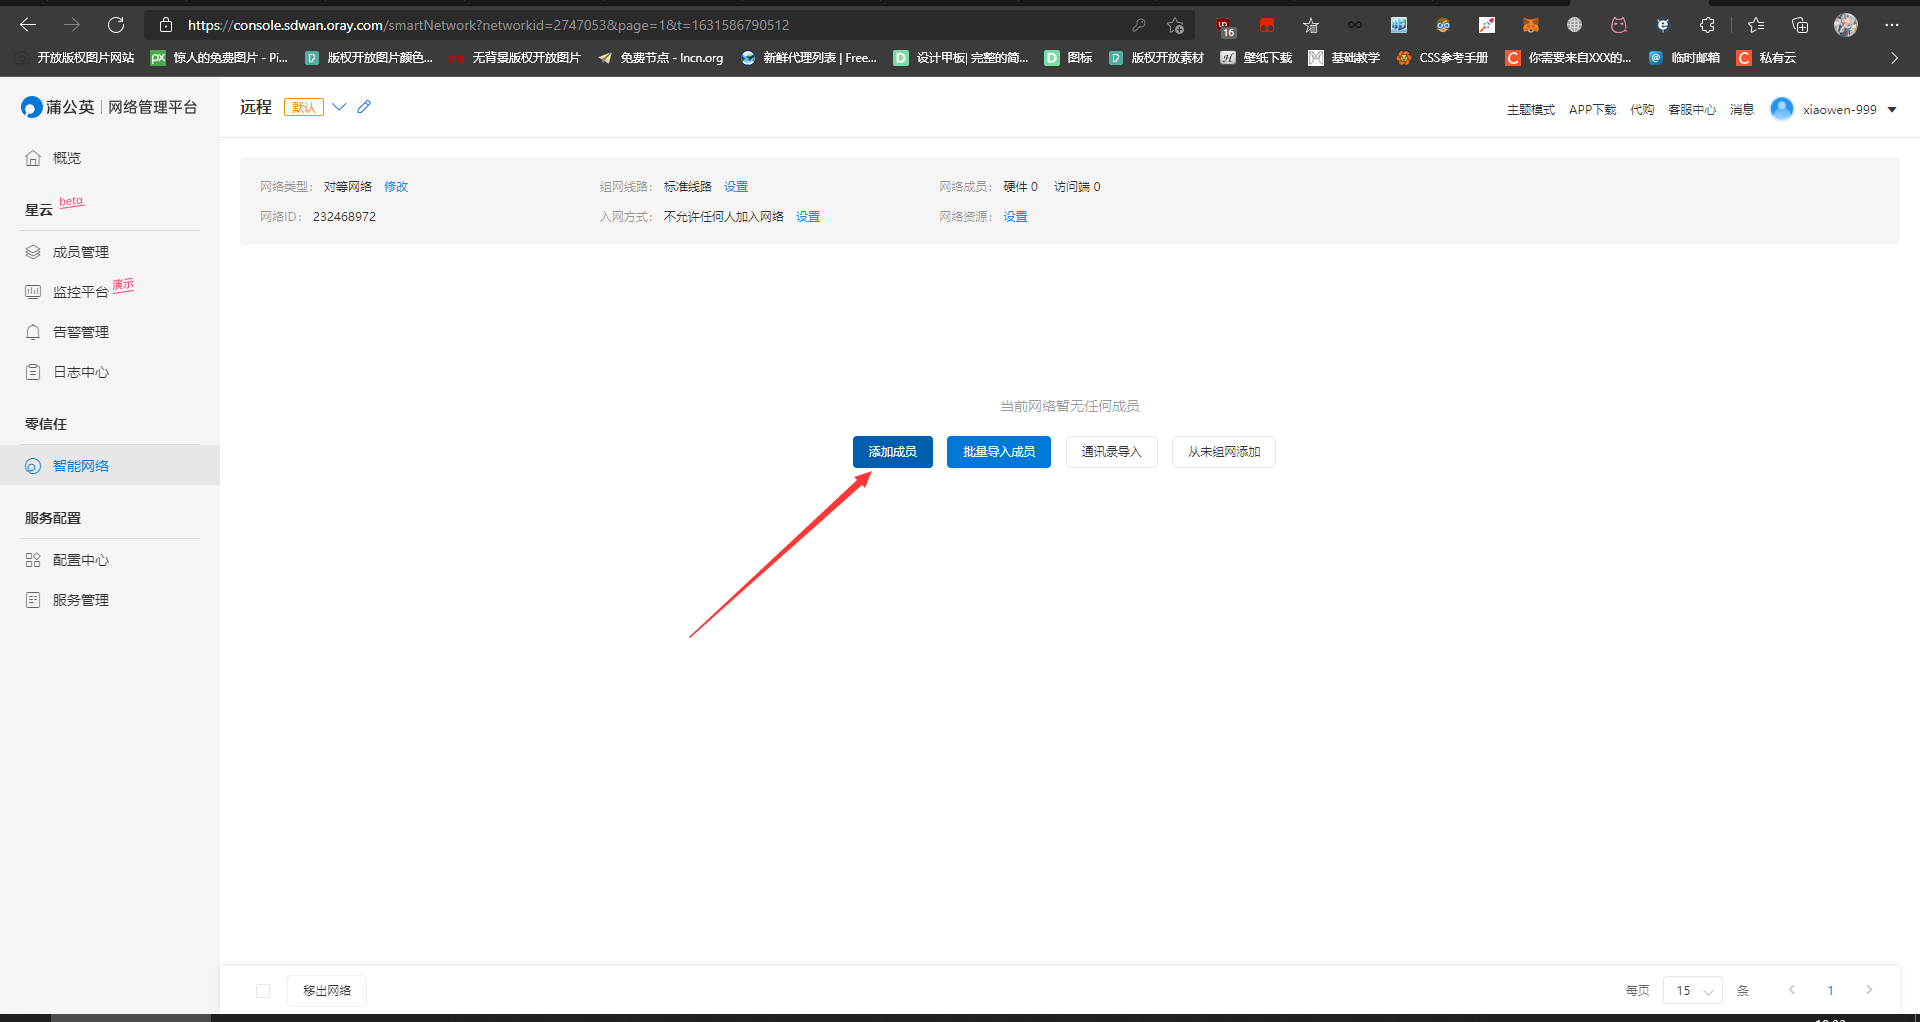 https://console.sdwan.oray.com/smartNetwork?networkid=2747053&page=1&t=1631586790512
16
开放版权图片网站
px 惊人的免费图片 - Pi...
D 版权开放图片颜色...
无背景版权开放图片
免费节点 - lncn.org
新鲜代理列表 | Free...
D 设计甲板| 完整的简...
D 图标
D 版权开放素材
壁纸下载
基础教学
CSS参考手册
C 你需要来自XXX的...
@ 临时邮箱
C 私有云
蒲公英 | 网络管理平台
远程 默认
主题模式 APP下载 代购 客服中心 消息 xiaowen-999
概览
星云 beta
成员管理
监控平台 演示
告警管理
日志中心
零信任
智能网络
服务配置
配置中心
服务管理
网络类型: 对等网络 修改
组网线路: 标准线路 设置
网络成员: 硬件 0 访问端 0
网络ID: 232468972
入网方式: 不允许任何人加入网络 设置
网络资源: 设置
当前网络暂无任何成员
添加成员 批量导入成员 通讯录导入 从未组网添加
移出网络
每页 15 条 1